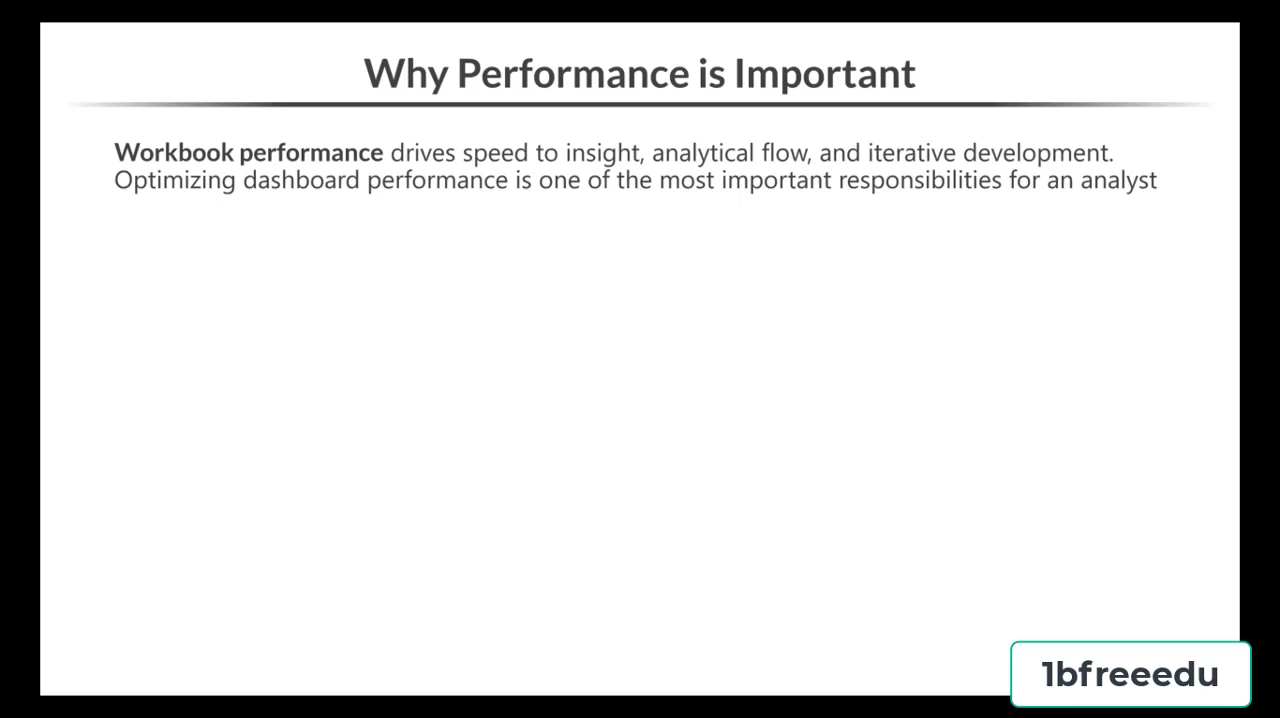 Why Performance is Important
Workbook performance drives speed to insight, analytical flow, and iterative development.
Optimizing dashboard performance is one of the most important responsibilities for an analyst
1bfreeedu